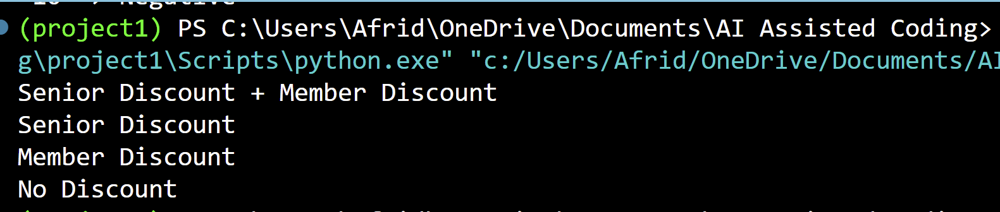 Negative
(project1) PS C:\Users\Afrid\OneDrive\Documents\AI Assisted Coding>
g\project1\Scripts\python.exe" "c:/Users/Afrid/OneDrive/Documents/AI
Senior Discount + Member Discount
Senior Discount
Member Discount
No Discount